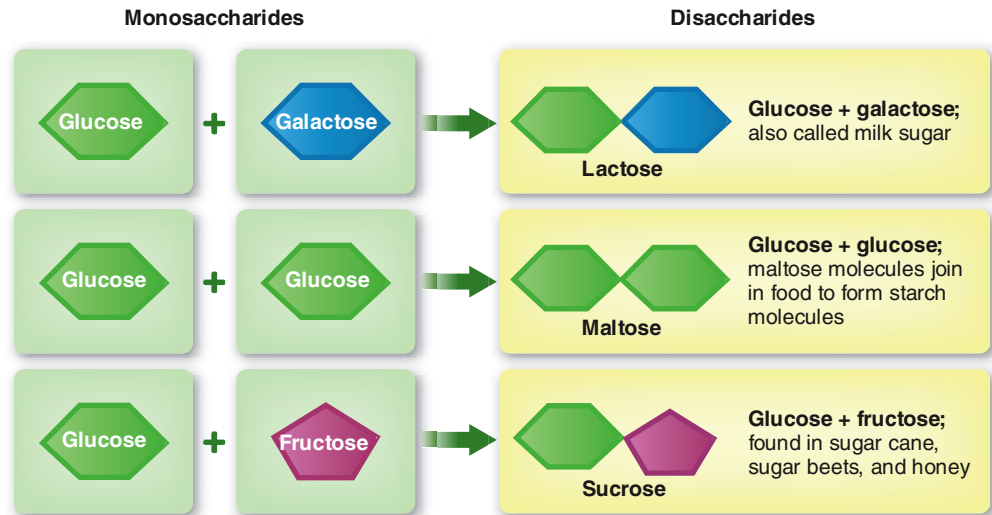 Monosaccharides
Disaccharides
Glucose
+
Galactose
Lactose
Glucose + galactose;
also called milk sugar
Glucose
+
Glucose
Maltose
Glucose + glucose;
maltose molecules join
in food to form starch
molecules
Glucose
+
Fructose
Sucrose
Glucose + fructose;
found in sugar cane,
sugar beets, and honey